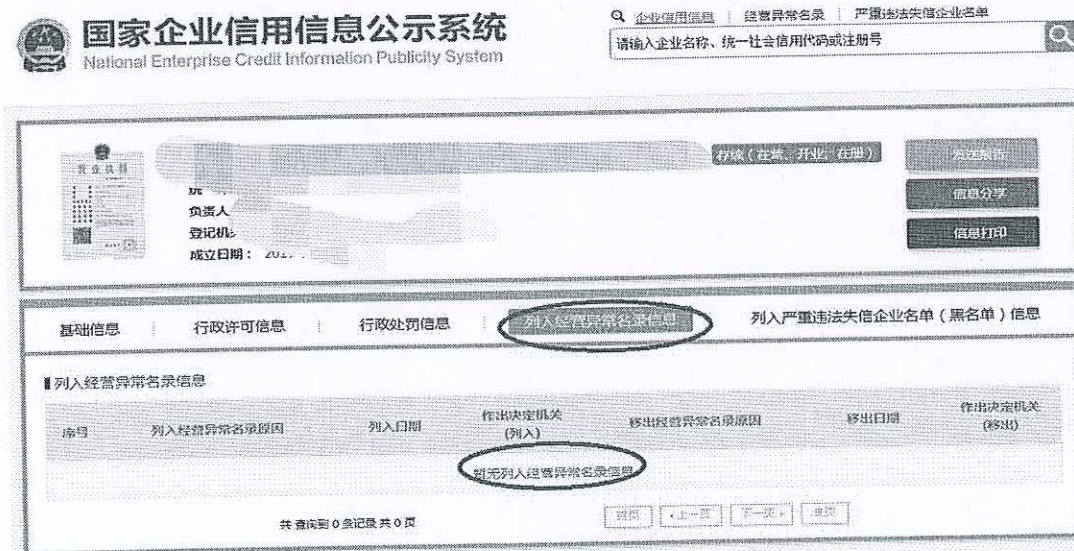 国家企业信用信息公示系统
National Enterprise Credit Information Publicity System
企业信用信息 | 经营异常名录 | 严重违法失信企业名单
请输入企业名称、统一社会信用代码或注册号
营业执照
存续（在营、开业、在册）
发送报告
信息分享
信息打印
统
负责人
登记机
成立日期： 201
基础信息 | 行政许可信息 | 行政处罚信息 | 列入经营异常名录信息 | 列入严重违法失信企业名单（黑名单）信息
列入经营异常名录信息
序号 列入经营异常名录原因 列入日期 作出决定机关(列入) 移出经营异常名录原因 移出日期 作出决定机关(移出)
暂无列入经营异常名录信息
共 查询到 0 条记录 共 0 页
首页 上一页 下一页 末页